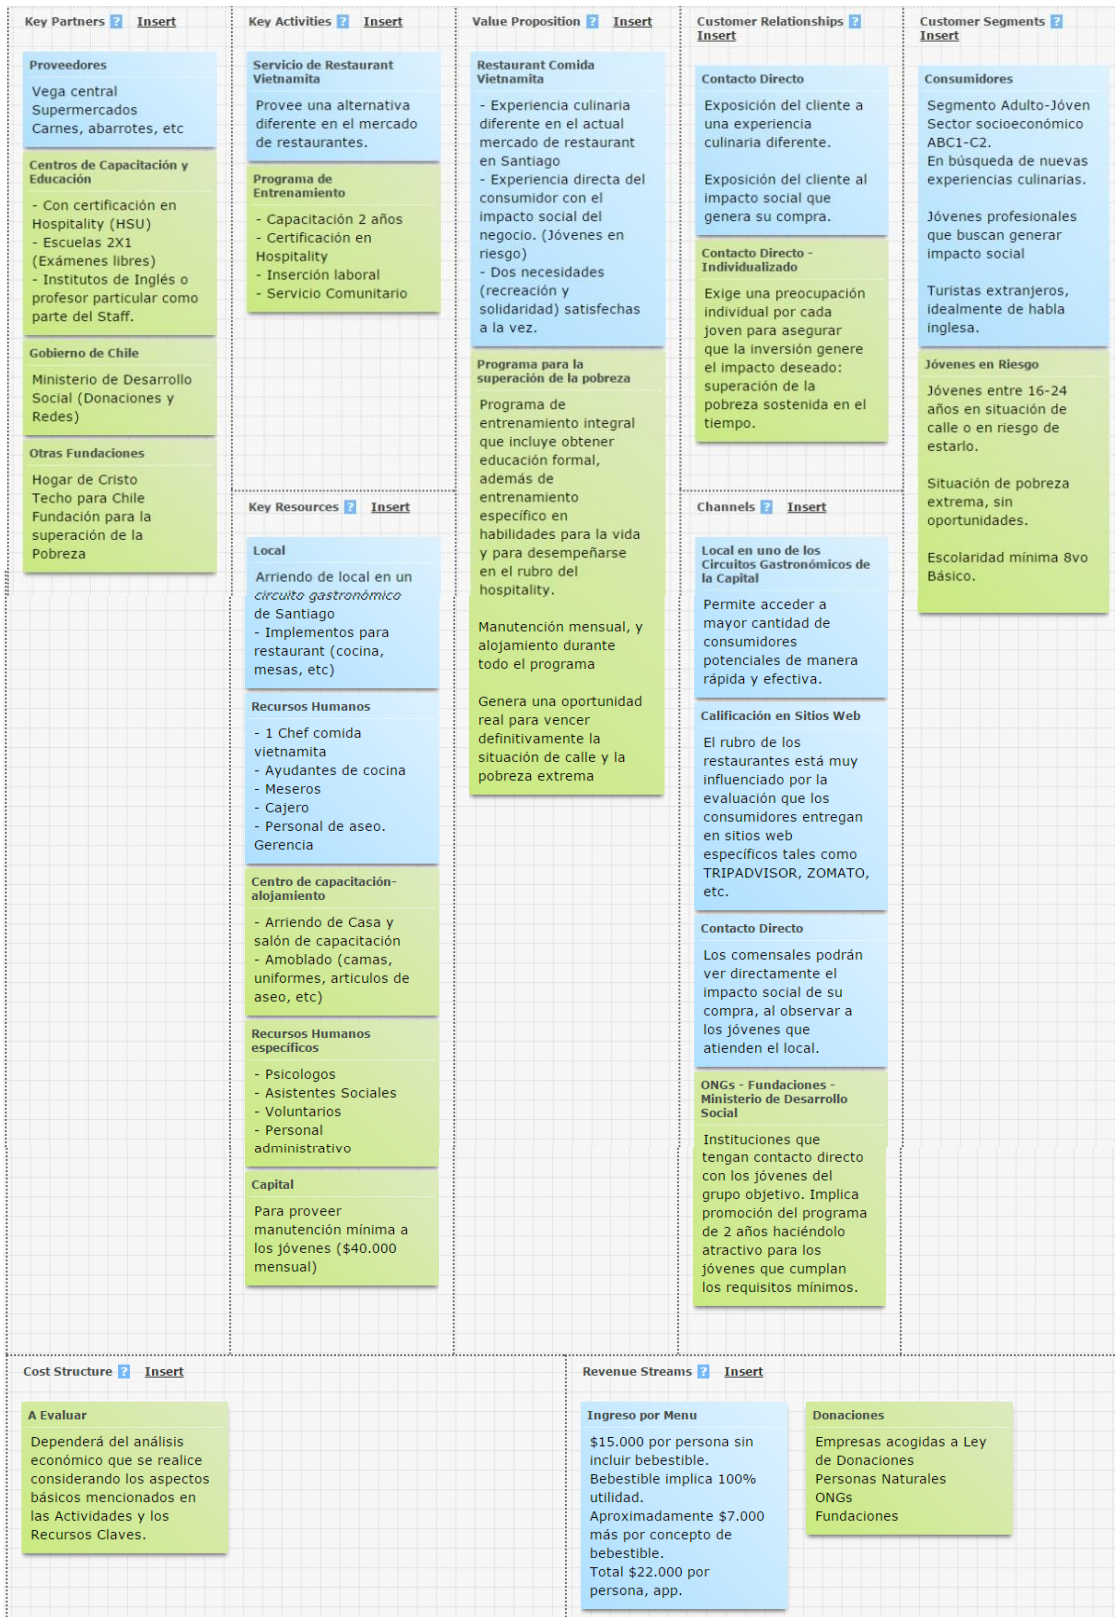 Key Partners ? Insert
Proveedores
Vega central
Supermercados
Carnes, abarrotes, etc
Centros de Capacitación y
Educación
- Con certificación en
Hospitality (HSU)
- Escuelas 2X1
(Exámenes libres)
- Institutos de Inglés o
profesor particular como
parte del Staff.
Gobierno de Chile
Ministerio de Desarrollo
Social (Donaciones y
Redes)
Otras Fundaciones
Hogar de Cristo
Techo para Chile
Fundación para la
superación de la
Pobreza
Key Activities ? Insert
Servicio de Restaurant
Vietnamita
Provee una alternativa
diferente en el mercado
de restaurantes.
Programa de
Entrenamiento
- Capacitación 2 años
- Certificación en
Hospitality
- Inserción laboral
- Servicio Comunitario
Key Resources ? Insert
Local
Arriendo de local en un
circuito gastronómico
de Santiago
- Implementos para
restaurant (cocina,
mesas, etc)
Recursos Humanos
- 1 Chef comida
vietnamita
- Ayudantes de cocina
- Meseros
- Cajero
- Personal de aseo.
Gerencia
Centro de capacitación-
alojamiento
- Arriendo de Casa y
salón de capacitación
- Amoblado (camas,
uniformes, articulos de
aseo, etc)
Recursos Humanos
específicos
- Psicologos
- Asistentes Sociales
- Voluntarios
- Personal
administrativo
Capital
Para proveer
manutención mínima a
los jóvenes ($40.000
mensual)
Value Proposition ? Insert
Restaurant Comida
Vietnamita
- Experiencia culinaria
diferente en el actual
mercado de restaurant
en Santiago
- Experiencia directa del
consumidor con el
impacto social del
negocio. (Jóvenes en
riesgo)
- Dos necesidades
(recreación y
solidaridad) satisfechas
a la vez.
Programa para la
superación de la pobreza
Programa de
entrenamiento integral
que incluye obtener
educación formal,
además de
entrenamiento
específico en
habilidades para la vida
y para desempeñarse
en el rubro del
hospitality.
Manutención mensual, y
alojamiento durante
todo el programa
Genera una oportunidad
real para vencer
definitivamente la
situación de calle y la
pobreza extrema
Customer Relationships ?
Insert
Contacto Directo
Exposición del cliente a
una experiencia
culinaria diferente.
Exposición del cliente al
impacto social que
genera su compra.
Contacto Directo -
Individualizado
Exige una preocupación
individual por cada
joven para asegurar
que la inversión genere
el impacto deseado:
superación de la
pobreza sostenida en el
tiempo.
Channels ? Insert
Local en uno de los
Circuitos Gastronómicos de
la Capital
Permite acceder a
mayor cantidad de
consumidores
potenciales de manera
rápida y efectiva.
Calificación en Sitios Web
El rubro de los
restaurantes está muy
influenciado por la
evaluación que los
consumidores entregan
en sitios web
específicos tales como
TRIPADVISOR, ZOMATO,
etc.
Contacto Directo
Los comensales podrán
ver directamente el
impacto social de su
compra, al observar a
los jóvenes que
atienden el local.
ONGs - Fundaciones -
Ministerio de Desarrollo
Social
Instituciones que
tengan contacto directo
con los jóvenes del
grupo objetivo. Implica
promoción del programa
de 2 años haciéndolo
atractivo para los
jóvenes que cumplan
los requisitos mínimos.
Customer Segments ?
Insert
Consumidores
Segmento Adulto-Jóven
Sector socioeconómico
ABC1-C2.
En búsqueda de nuevas
experiencias culinarias.
Jóvenes profesionales
que buscan generar
impacto social
Turistas extranjeros,
idealmente de habla
inglesa.
Jóvenes en Riesgo
Jóvenes entre 16-24
años en situación de
calle o en riesgo de
estarlo.
Situación de pobreza
extrema, sin
oportunidades.
Escolaridad mínima 8vo
Básico.
Cost Structure ? Insert
A Evaluar
Dependerá del análisis
económico que se realice
considerando los aspectos
básicos mencionados en
las Actividades y los
Recursos Claves.
Revenue Streams ? Insert
Ingreso por Menu
$15.000 por persona sin
incluir bebestible.
Bebestible implica 100%
utilidad.
Aproximadamente $7.000
más por concepto de
bebestible.
Total $22.000 por
persona, app.
Donaciones
Empresas acogidas a Ley
de Donaciones
Personas Naturales
ONGs
Fundaciones